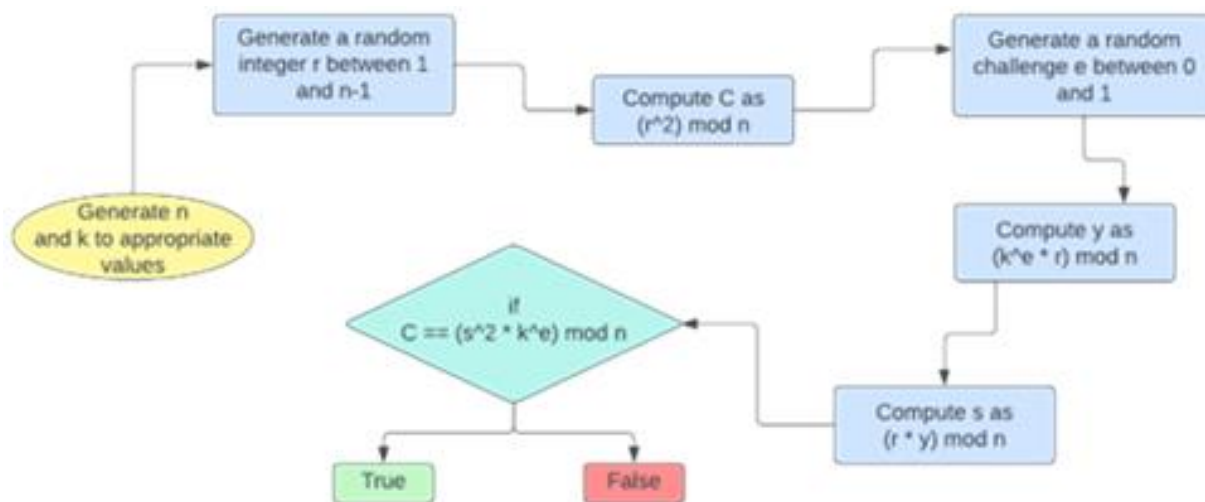 Generate a random
integer r between 1
and n-1
Compute C as
(r^2) mod n
Generate a random
challenge e between 0
and 1
Generate n
and k to appropriate
values
Compute y as
(k^e * r) mod n
if
C == (s^2 * k^e) mod n
Compute s as
(r * y) mod n
True
False